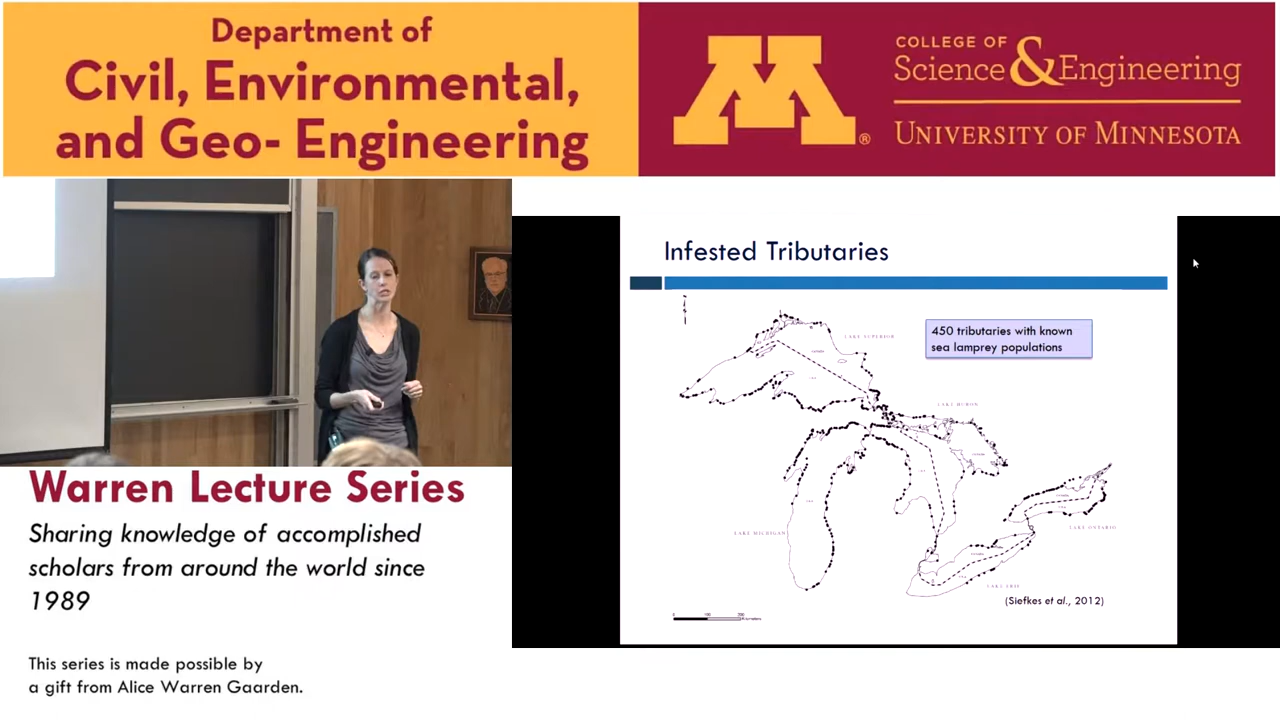 Department of
Civil, Environmental,
and Geo- Engineering
M®
COLLEGE OF
Science & Engineering
UNIVERSITY OF MINNESOTA
Infested Tributaries
450 tributaries with known
sea lamprey populations
LAKE SUPERIOR
LAKE HURON
LAKE MICHIGAN
LAKE ONTARIO
LAKE ERIE
(Siefkes et al., 2012)
Warren Lecture Series
Sharing knowledge of accomplished
scholars from around the world since
1989
This series is made possible by
a gift from Alice Warren Gaarden.